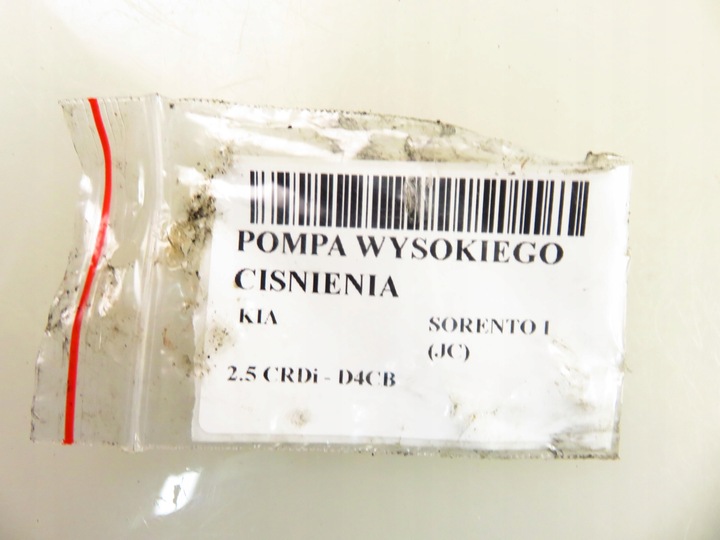 POMPA WYSOKIEGO
CISNIENIA
KIA SORENTO I
(JC)
2.5 CRDi - D4CB